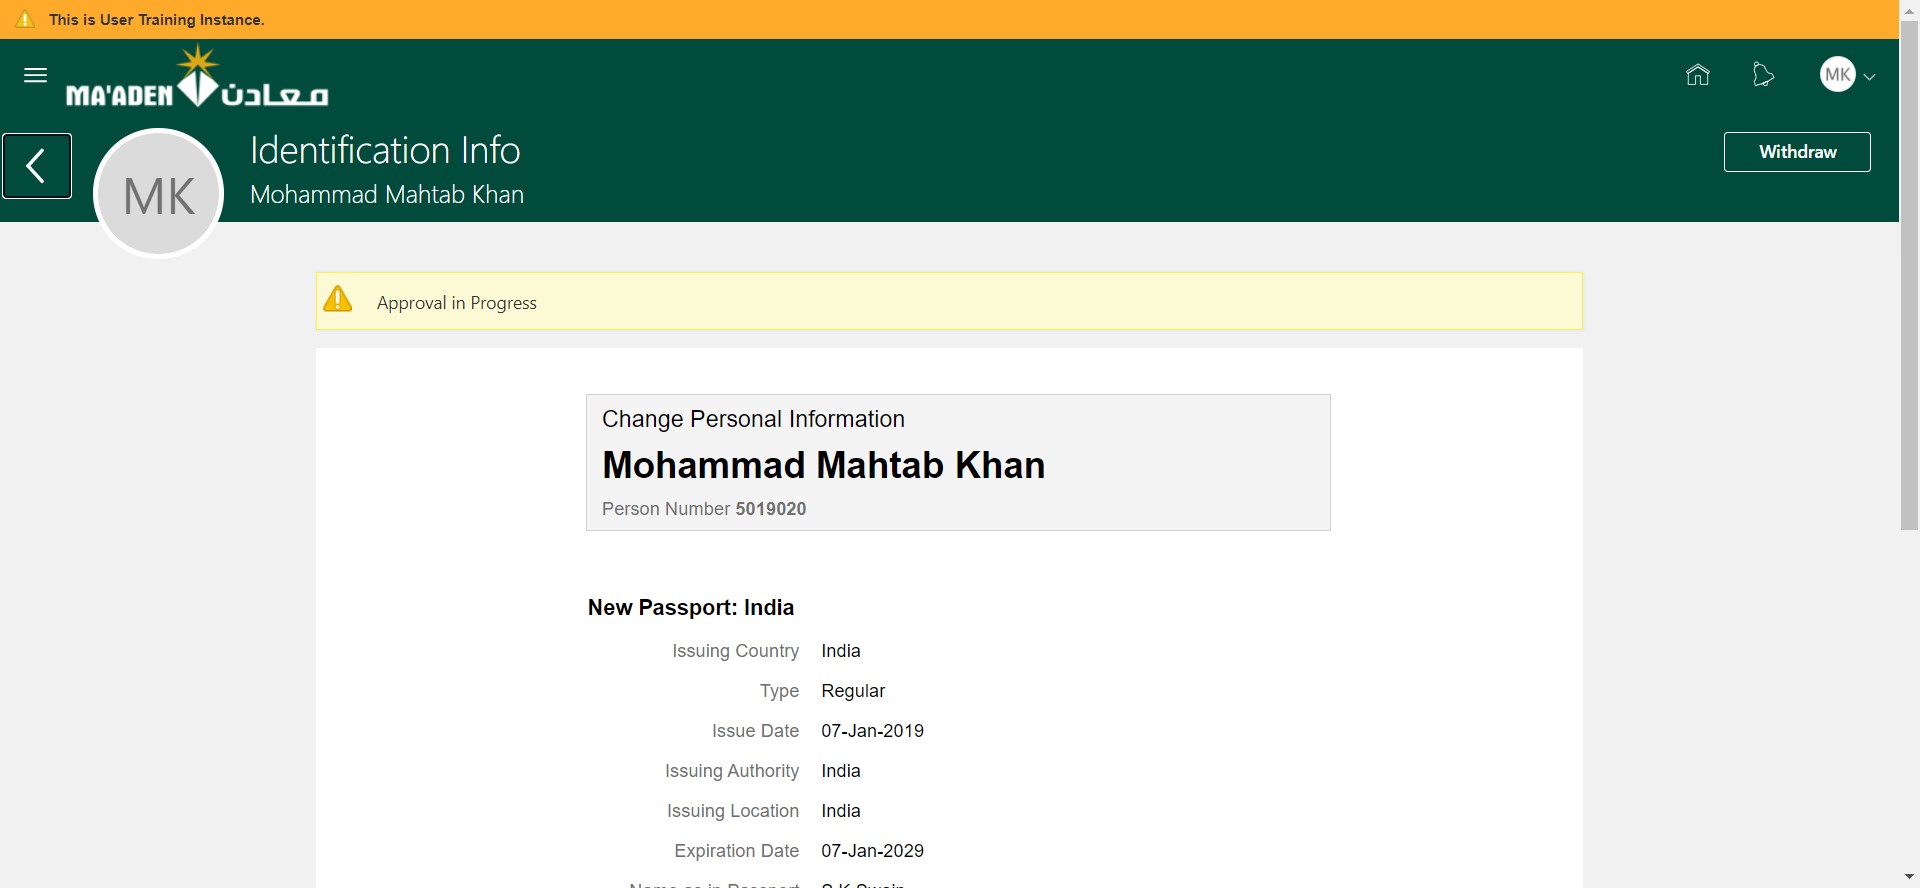 This is User Training Instance.
MA'ADEN معادن
MK
Identification Info
Withdraw
MK
Mohammad Mahtab Khan
Approval in Progress
Change Personal Information
Mohammad Mahtab Khan
Person Number 5019020
New Passport: India
Issuing Country India
Type Regular
Issue Date 07-Jan-2019
Issuing Authority India
Issuing Location India
Expiration Date 07-Jan-2029